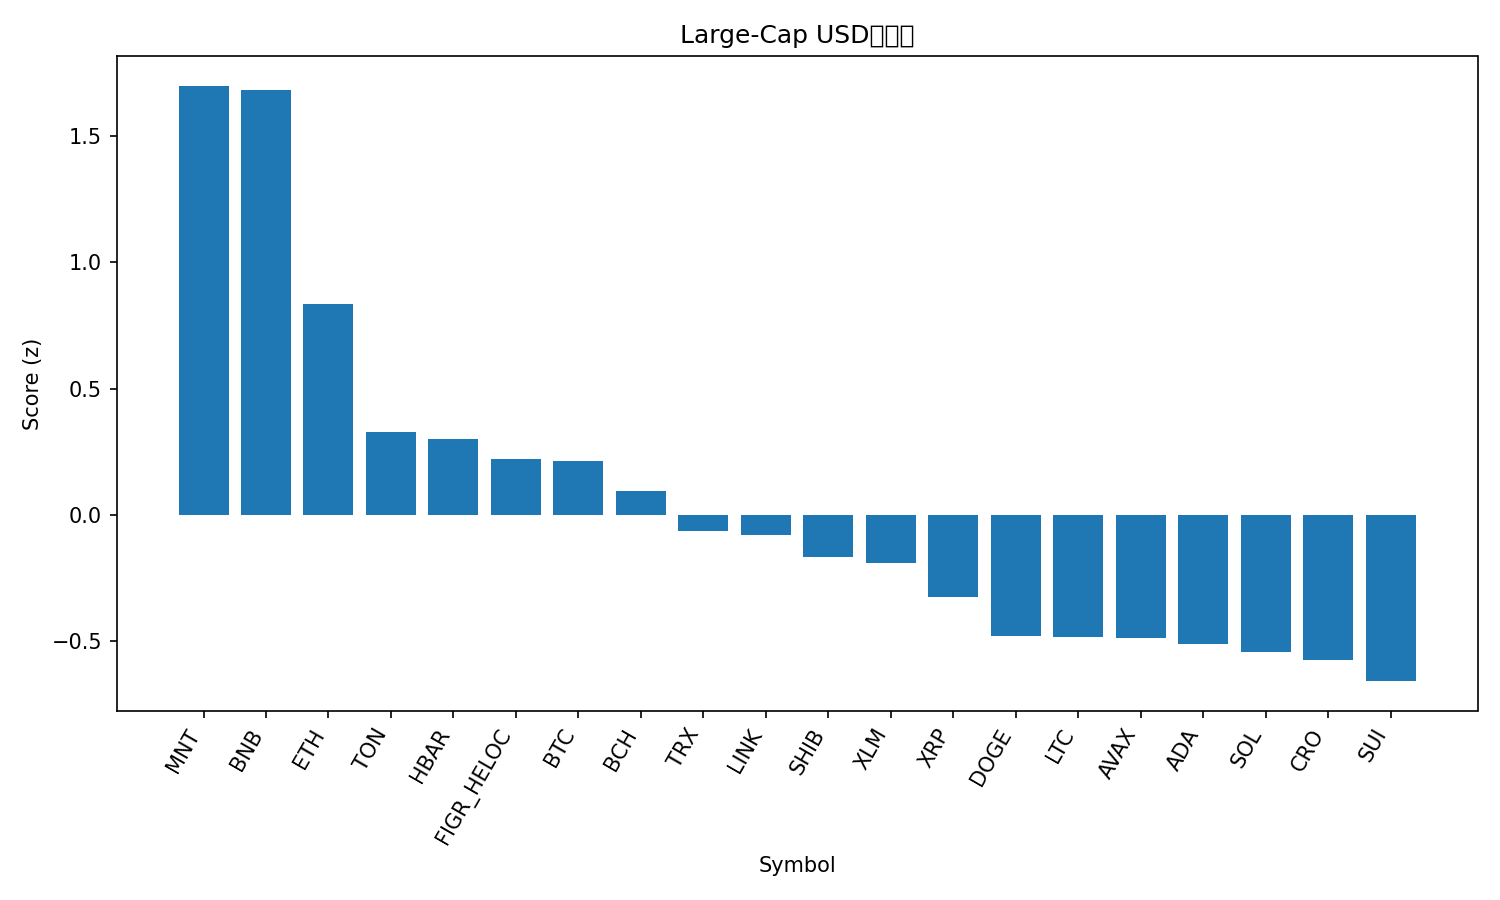 Large-Cap USD
1.5
1.0
0.5
0.0
−0.5
Score (z)
MNT
BNB
ETH
TON
HBAR
FIGR_HELOC
BTC
BCH
TRX
LINK
SHIB
XLM
XRP
DOGE
LTC
AVAX
ADA
SOL
CRO
SUI
Symbol